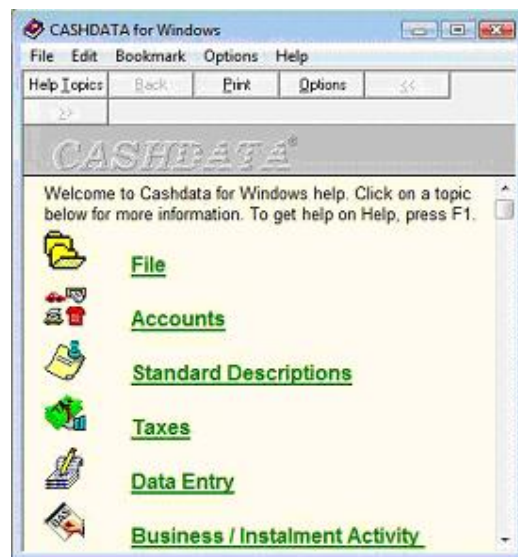 CASHDATA for Windows
File Edit Bookmark Options Help
Help Topics Back Print Options <<
>>
CASHDATA®
Welcome to Cashdata for Windows help. Click on a topic
below for more information. To get help on Help, press F1.
File
Accounts
Standard Descriptions
Taxes
Data Entry
Business / Instalment Activity